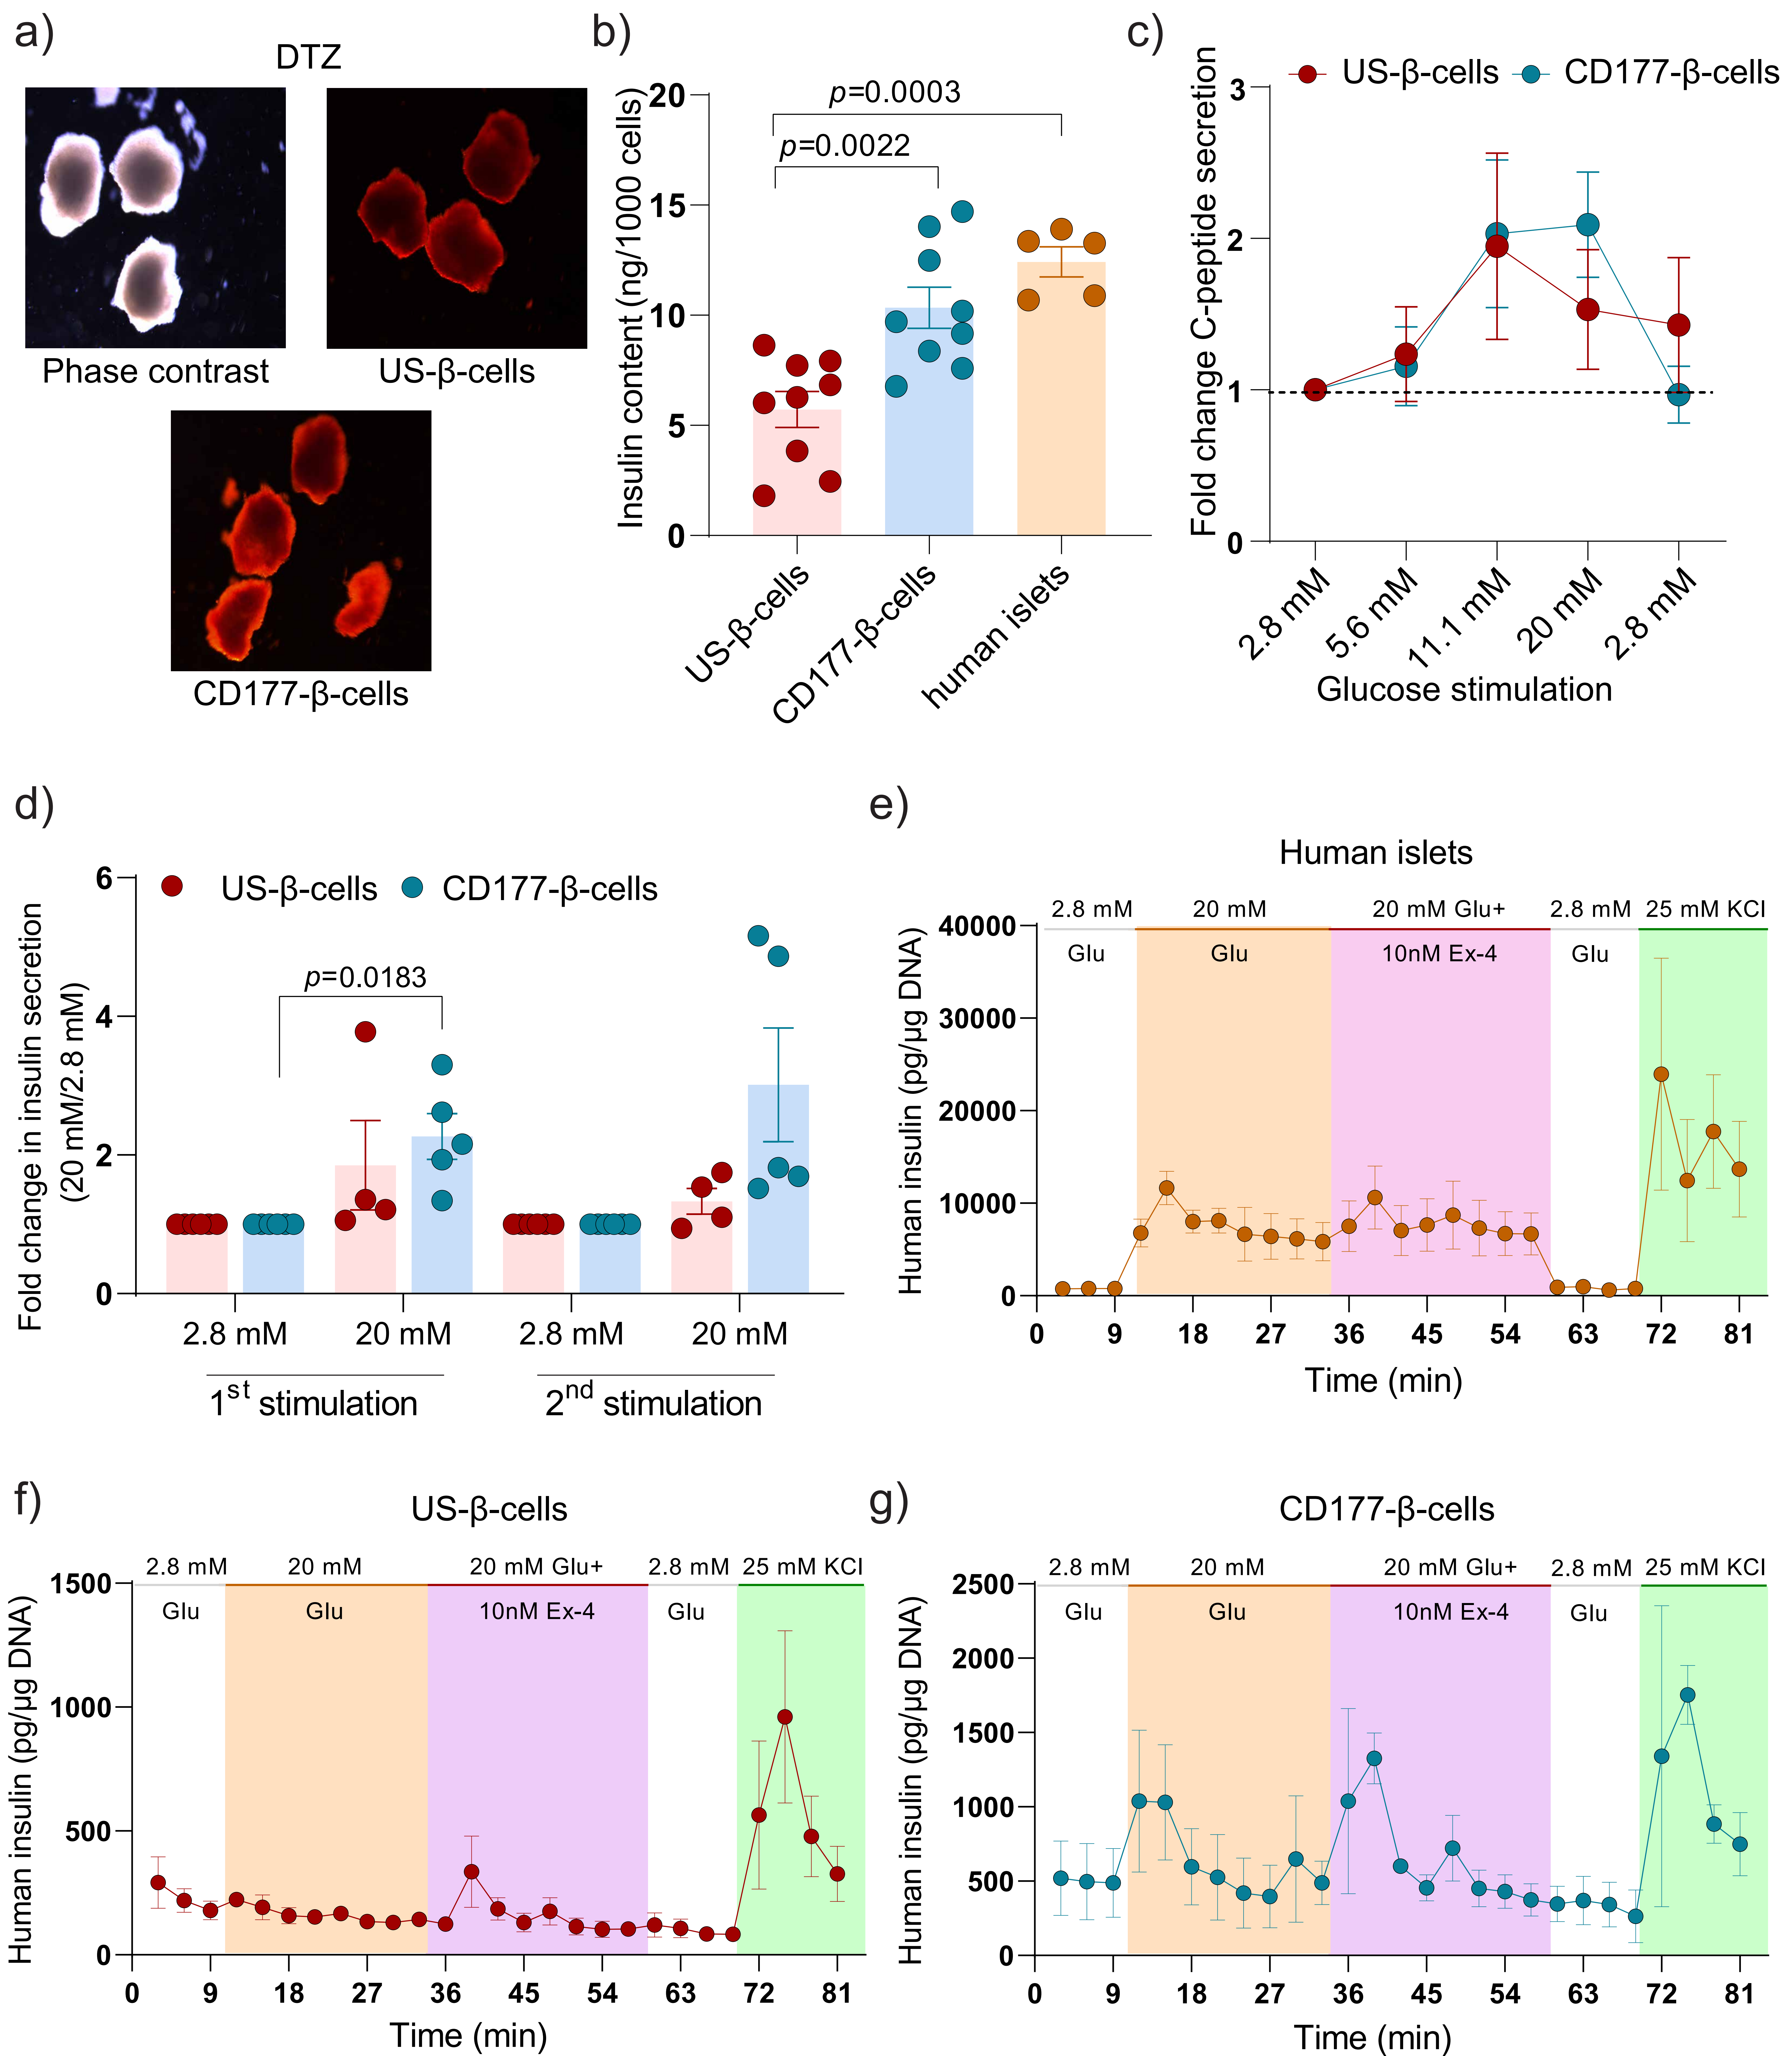 a)
DTZ
Phase contrast
US-β-cells
CD177-β-cells
b)
Insulin content (ng/1000 cells)
20
15
10
5
0
p=0.0003
p=0.0022
US-β-cells
CD177-β-cells
human islets
c)
US-β-cells
CD177-β-cells
Fold change C-peptide secretion
3
2
1
0
2.8 mM
5.6 mM
11.1 mM
20 mM
2.8 mM
Glucose stimulation
d)
US-β-cells
CD177-β-cells
Fold change in insulin secretion
(20 mM/2.8 mM)
6
4
2
0
p=0.0183
2.8 mM
20 mM
2.8 mM
20 mM
1st stimulation
2nd stimulation
e)
Human islets
2.8 mM
20 mM
20 mM Glu+
2.8 mM
25 mM KCl
Glu
Glu
10nM Ex-4
Glu
Human insulin (pg/μg DNA)
40000
30000
20000
10000
0
0 9 18 27 36 45 54 63 72 81
Time (min)
f)
US-β-cells
2.8 mM
20 mM
20 mM Glu+
2.8 mM
25 mM KCl
Glu
Glu
10nM Ex-4
Glu
Human insulin (pg/μg DNA)
1500
1000
500
0
0 9 18 27 36 45 54 63 72 81
Time (min)
g)
CD177-β-cells
2.8 mM
20 mM
20 mM Glu+
2.8 mM
25 mM KCl
Glu
Glu
10nM Ex-4
Glu
Human insulin (pg/μg DNA)
2500
2000
1500
1000
500
0
0 9 18 27 36 45 54 63 72 81
Time (min)